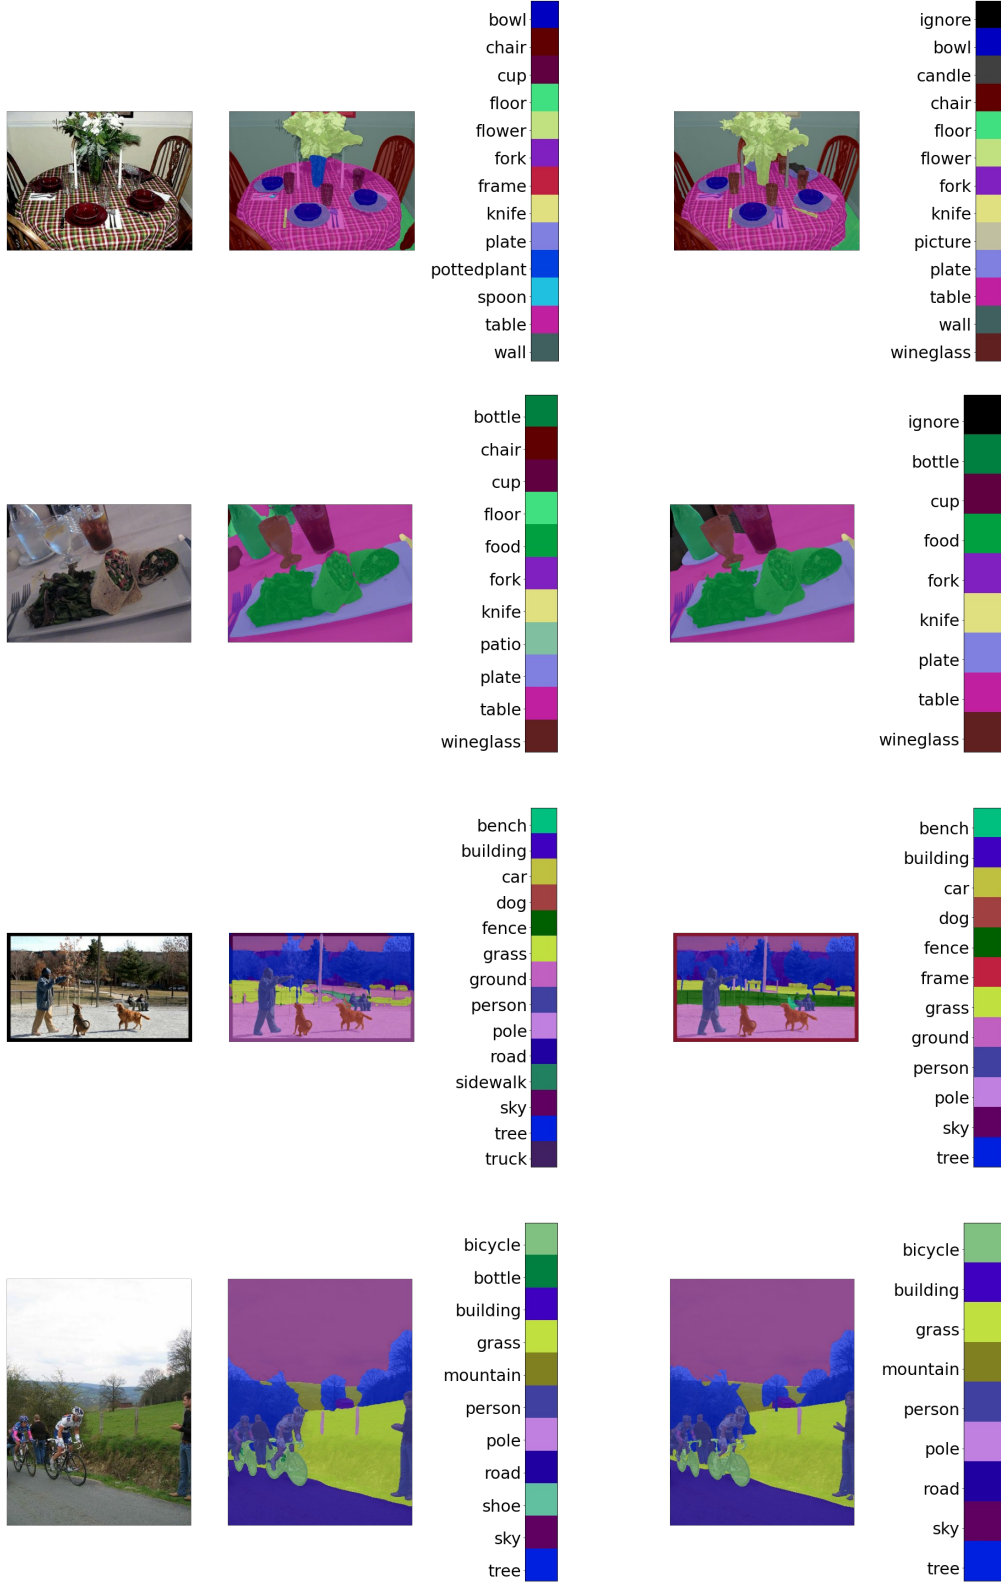 bowl
chair
cup
floor
flower
fork
frame
knife
plate
pottedplant
spoon
table
wall
ignore
bowl
candle
chair
floor
flower
fork
knife
picture
plate
table
wall
wineglass
bottle
chair
cup
floor
food
fork
knife
patio
plate
table
wineglass
ignore
bottle
cup
food
fork
knife
plate
table
wineglass
bench
building
car
dog
fence
grass
ground
person
pole
road
sidewalk
sky
tree
truck
bench
building
car
dog
fence
frame
grass
ground
person
pole
sky
tree
bicycle
bottle
building
grass
mountain
person
pole
road
shoe
sky
tree
bicycle
building
grass
mountain
person
pole
road
sky
tree